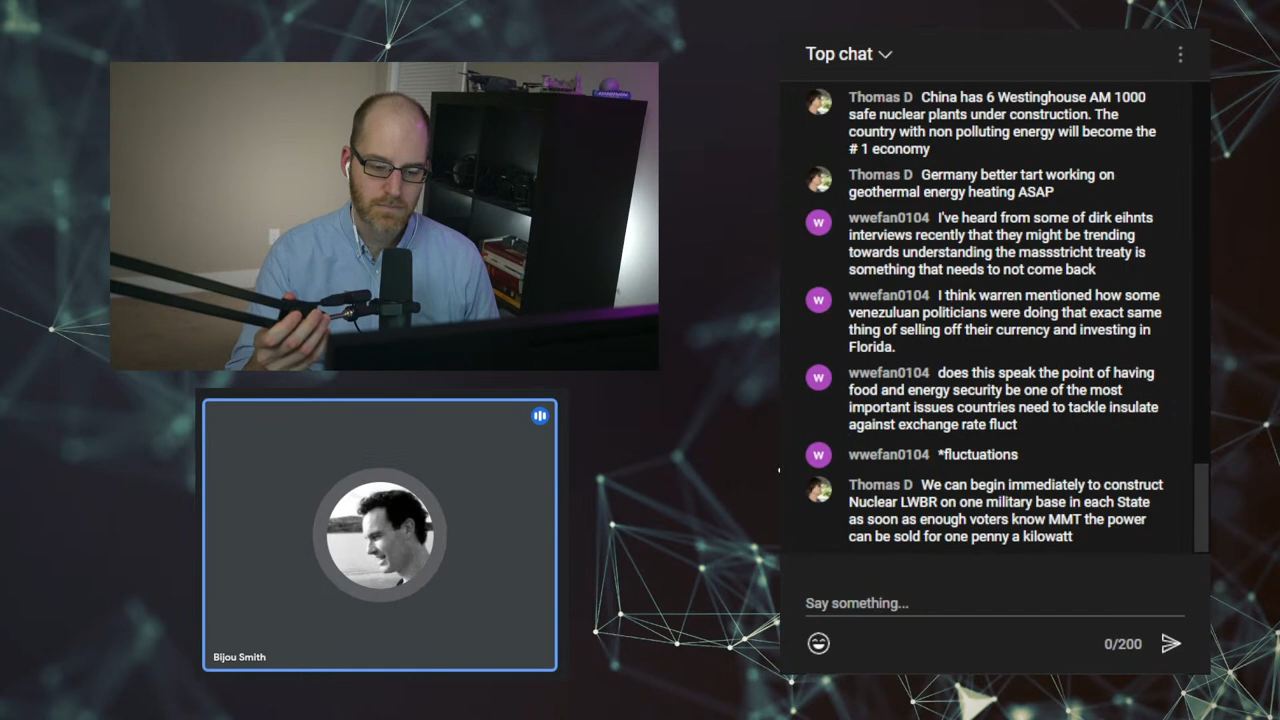 Top chat
Thomas D China has 6 Westinghouse AM 1000
safe nuclear plants under construction. The
country with non polluting energy will become the
# 1 economy
Thomas D Germany better tart working on
geothermal energy heating ASAP
w
wwefan0104 I've heard from some of dirk eihnts
interviews recently that they might be trending
towards understanding the massstricht treaty is
something that needs to not come back
w
wwefan0104 I think warren mentioned how some
venezuluan politicians were doing that exact same
thing of selling off their currency and investing in
Florida.
w
wwefan0104 does this speak the point of having
food and energy security be one of the most
important issues countries need to tackle insulate
against exchange rate fluct
w
wwefan0104 *fluctuations
Thomas D We can begin immediately to construct
Nuclear LWBR on one military base in each State
as soon as enough voters know MMT the power
can be sold for one penny a kilowatt
Say something...
0/200
Bijou Smith